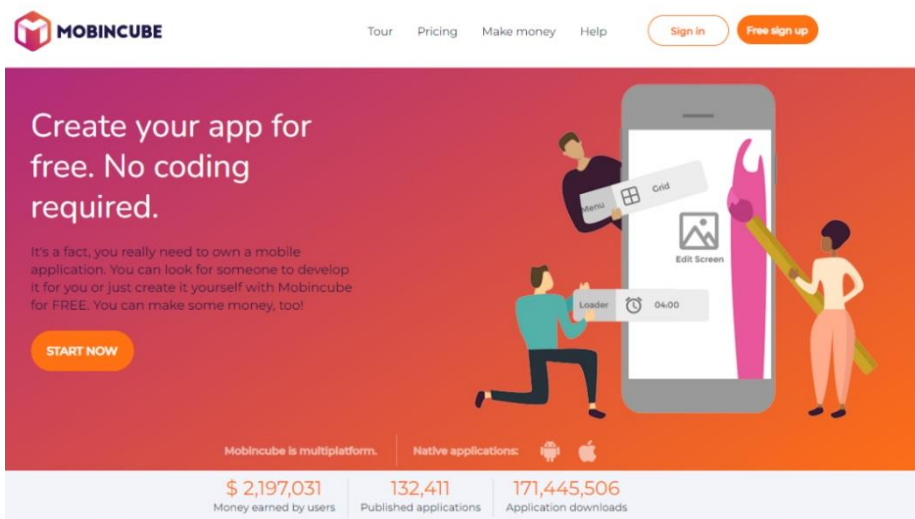 MOBINCUBE
Tour Pricing Make money Help Sign in Free sign up
Create your app for
free. No coding
required.
It's a fact, you really need to own a mobile
application. You can look for someone to develop
it for you or just create it yourself with Mobincube
for FREE. You can make some money, too!
START NOW
Menu Grid
Edit Screen
Loader 04:00
Mobincube is multiplatform. Native applications:
$ 2,197,031 132,411 171,445,506
Money earned by users Published applications Application downloads